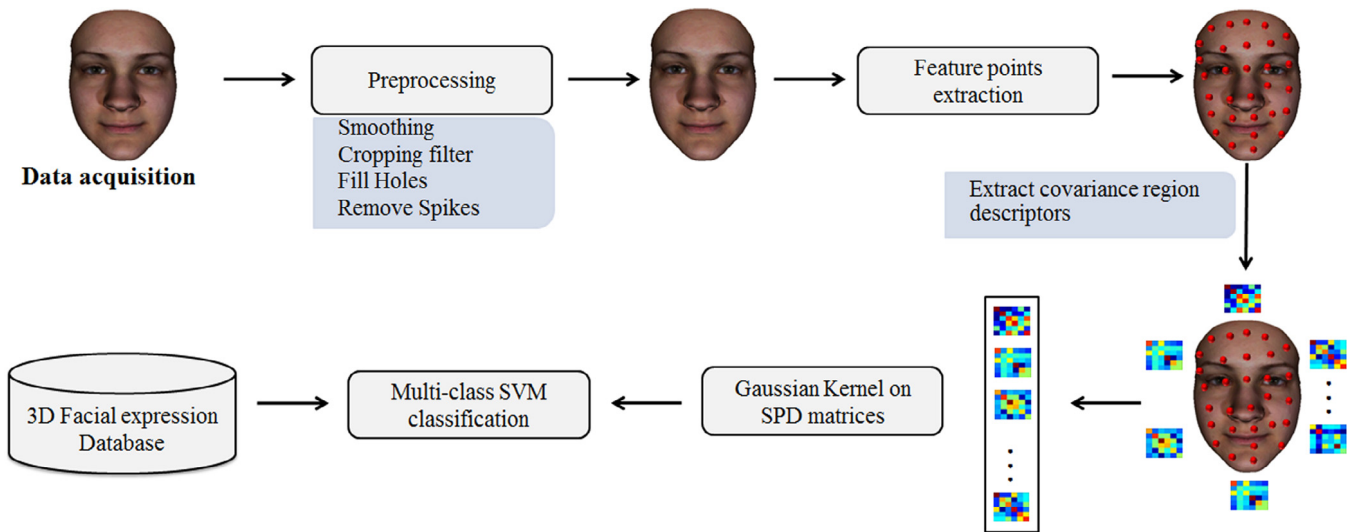 Preprocessing
Feature points
extraction
Smoothing
Cropping filter
Fill Holes
Remove Spikes
Data acquisition
Extract covariance region
descriptors
3D Facial expression
Database
Multi-class SVM
classification
Gaussian Kernel on
SPD matrices